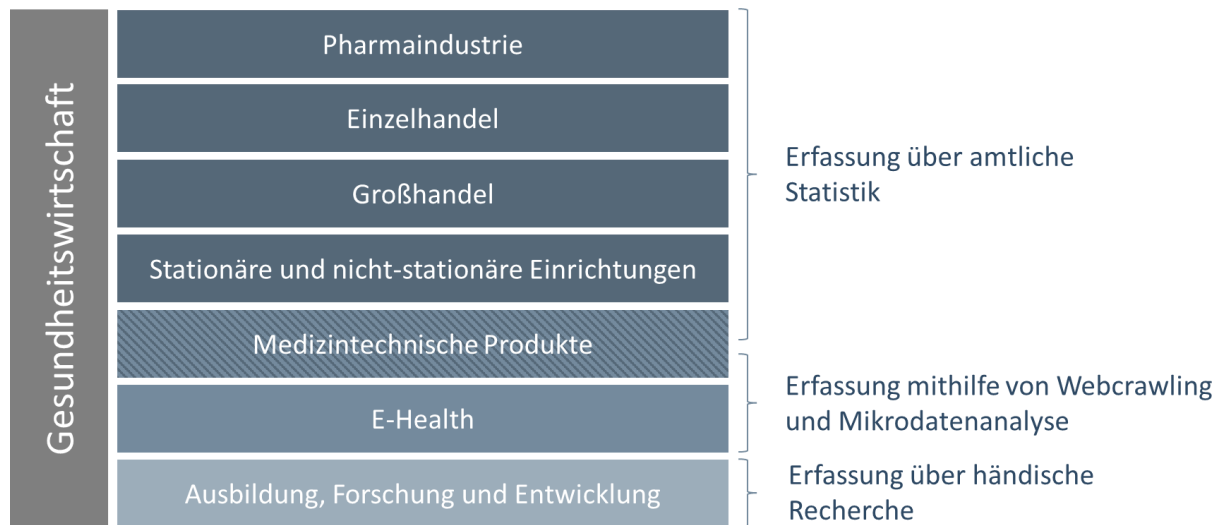 Gesundheitswirtschaft
Pharmaindustrie
Einzelhandel
Großhandel
Stationäre und nicht-stationäre Einrichtungen
Medizintechnische Produkte
E-Health
Ausbildung, Forschung und Entwicklung
Erfassung über amtliche
Statistik
Erfassung mithilfe von Webcrawling
und Mikrodatenanalyse
Erfassung über händische
Recherche